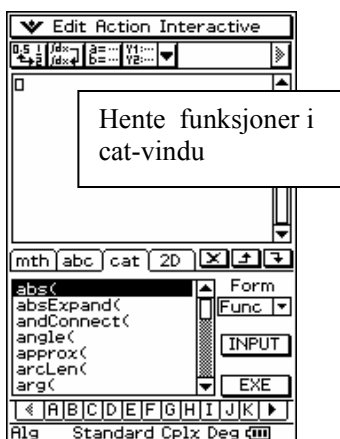 Edit Action Interactive
Hente funksjoner i
cat-vindu
mth abc cat 2D
abs(
absExpand(
andConnect(
angle(
approx(
arcLen(
arg(
Form
Func
INPUT
EXE
A B C D E F G H I J K
Alg Standard Cplx Deg